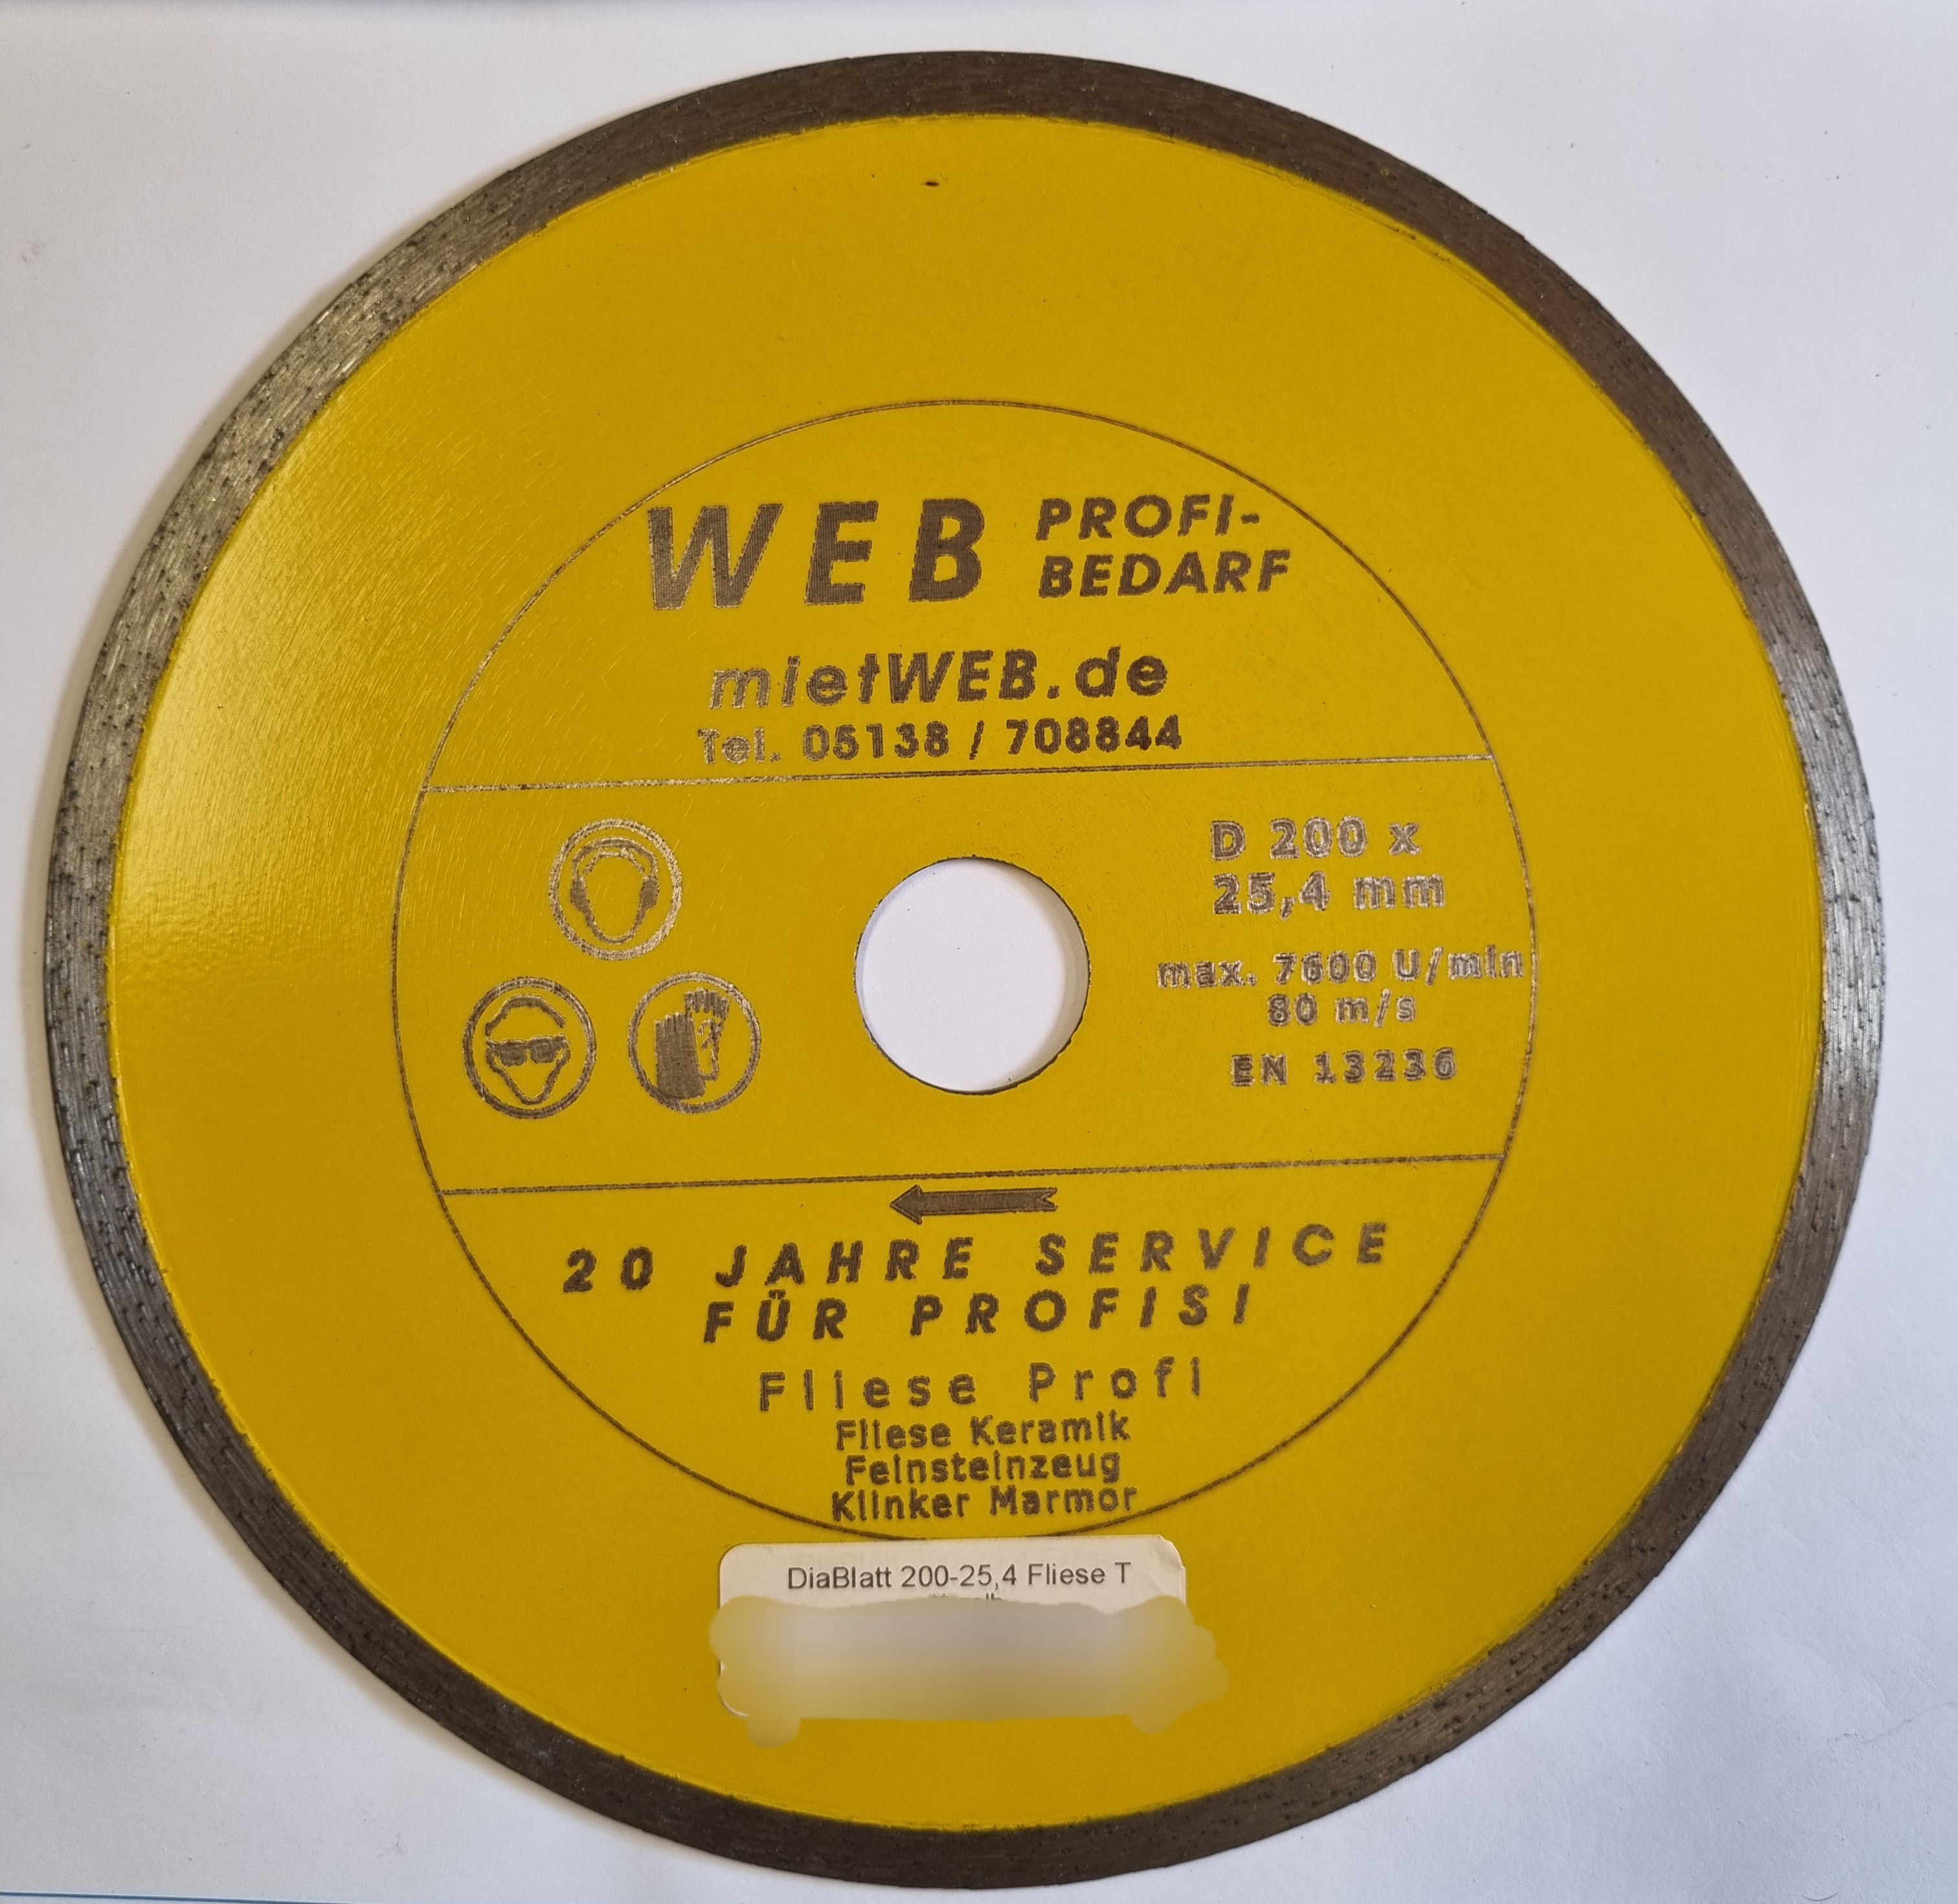 WEB PROFI-
BEDARF
mietWEB.de
Tel. 05138 / 708844
D 200 x
25,4 mm
max. 7600 U/min
80 m/s
EN 13236
20 JAHRE SERVICE
FÜR PROFIS!
Fliese Profi
Fliese Keramik
Feinsteinzeug
Klinker Marmor
DiaBlatt 200-25,4 Fliese T